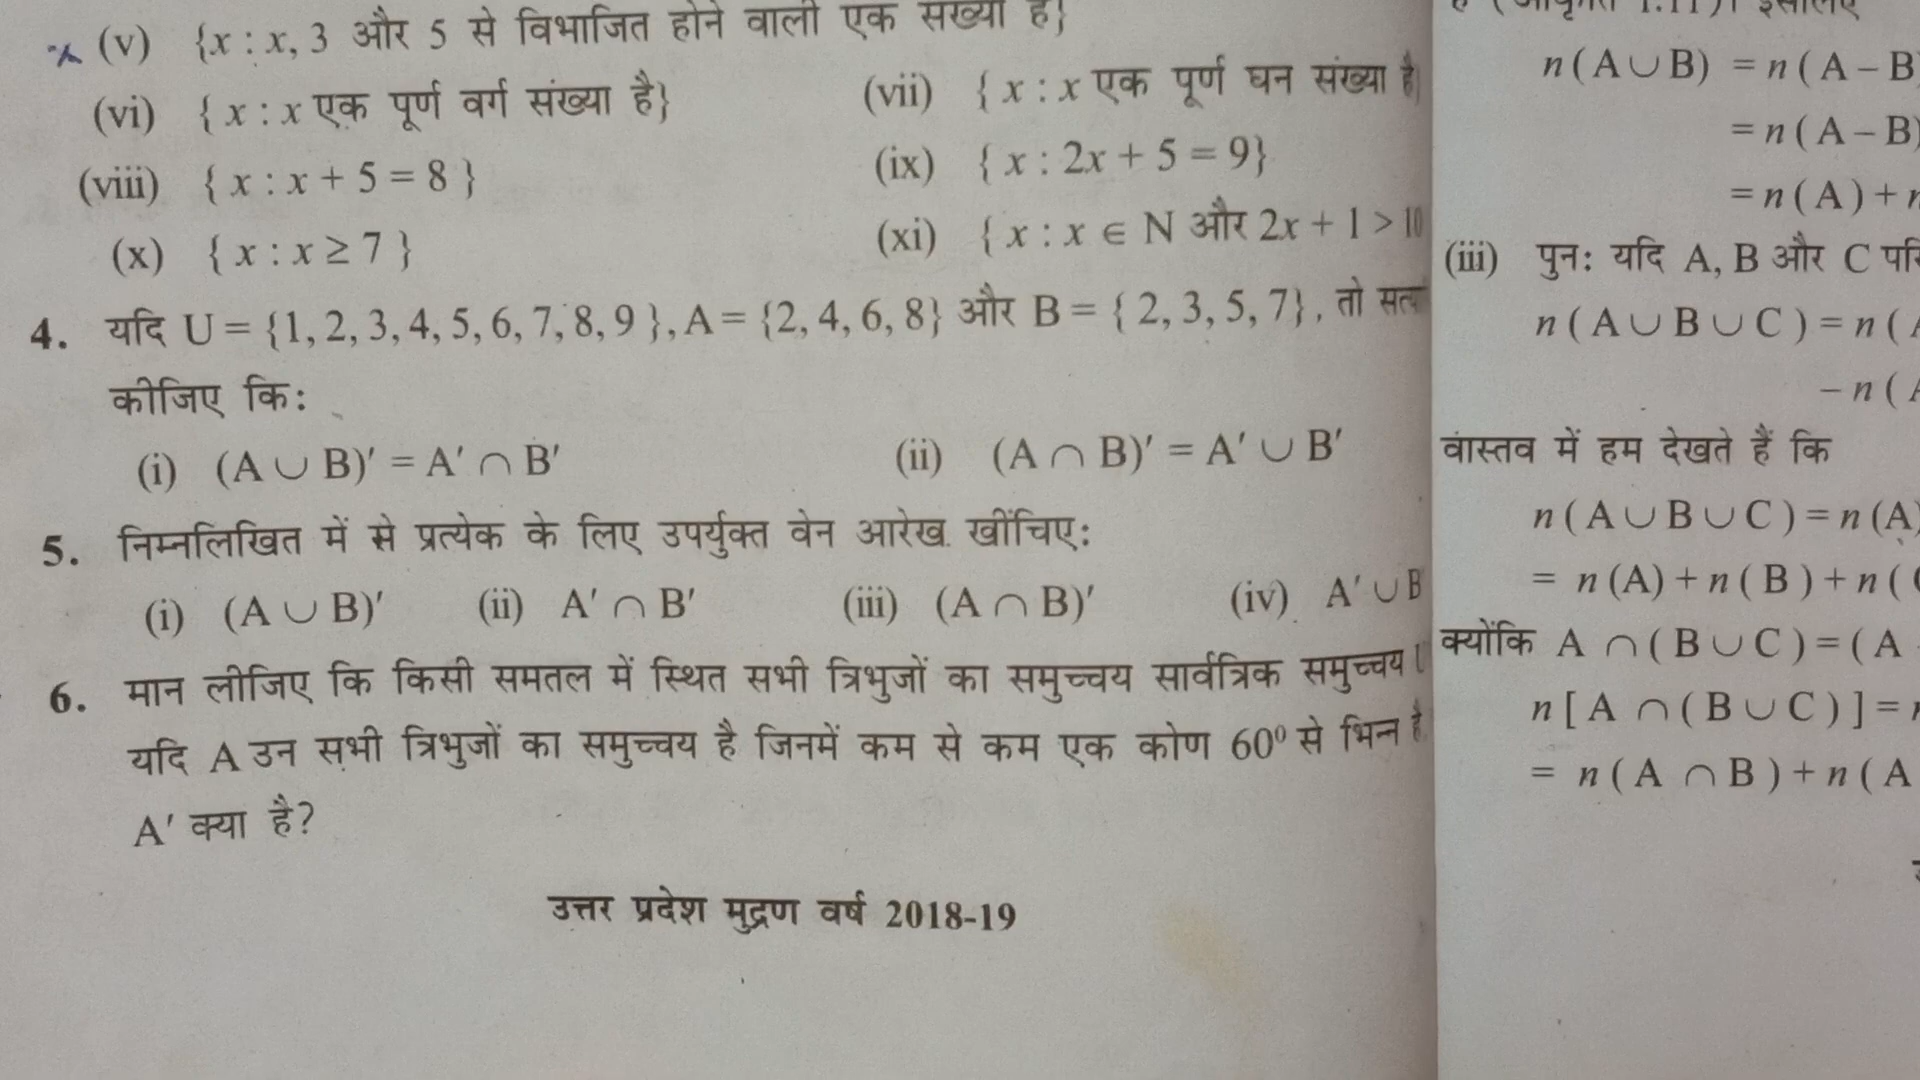 (v) {x : x, 3 और 5 से विभाजित होने वाली एक संख्या है}
(vi) { x : x एक पूर्ण वर्ग संख्या है} (vii) { x : x एक पूर्ण घन संख्या है
(viii) { x : x + 5 = 8 } (ix) { x : 2x + 5 = 9}
(x) { x : x ≥ 7 } (xi) { x : x ∈ N और 2x + 1 > 10
4. यदि U = {1, 2, 3, 4, 5, 6, 7, 8, 9 }, A = {2, 4, 6, 8} और B = { 2, 3, 5, 7}, तो
कीजिए कि:
(i) (A ∪ B)′ = A′ ∩ B′ (ii) (A ∩ B)′ = A′ ∪ B′
5. निम्नलिखित में से प्रत्येक के लिए उपर्युक्त वेन आरेख खींचिए:
(i) (A ∪ B)′ (ii) A′ ∩ B′ (iii) (A ∩ B)′ (iv) A′ ∪ B
6. मान लीजिए कि किसी समतल में स्थित सभी त्रिभुजों का समुच्चय सार्वत्रिक समुच्चय
यदि A उन सभी त्रिभुजों का समुच्चय है जिनमें कम से कम एक कोण 60⁰ से भिन्न है
A′ क्या है?
उत्तर प्रदेश मुद्रण वर्ष 2018-19
n ( A ∪ B) = n ( A – B
= n ( A – B)
= n ( A ) +
(iii) पुनः यदि A, B और C
n ( A ∪ B ∪ C ) = n (
– n (
वास्तव में हम देखते हैं कि
n ( A ∪ B ∪ C ) = n (A)
= n (A) + n ( B ) + n (
क्योंकि A ∩ ( B ∪ C ) = ( A
n [ A ∩ ( B ∪ C ) ] =
= n ( A ∩ B ) + n ( A